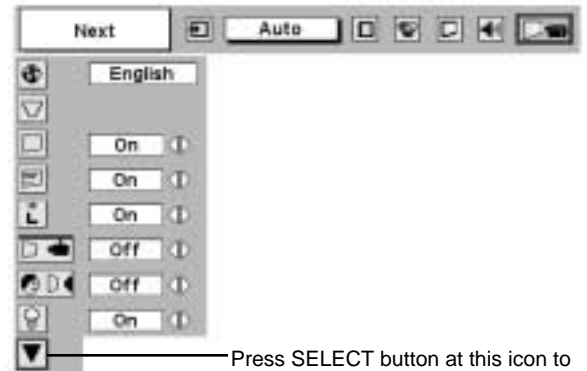 Next
Auto
English
On
On
On
Off
Off
On
Press SELECT button at this icon to